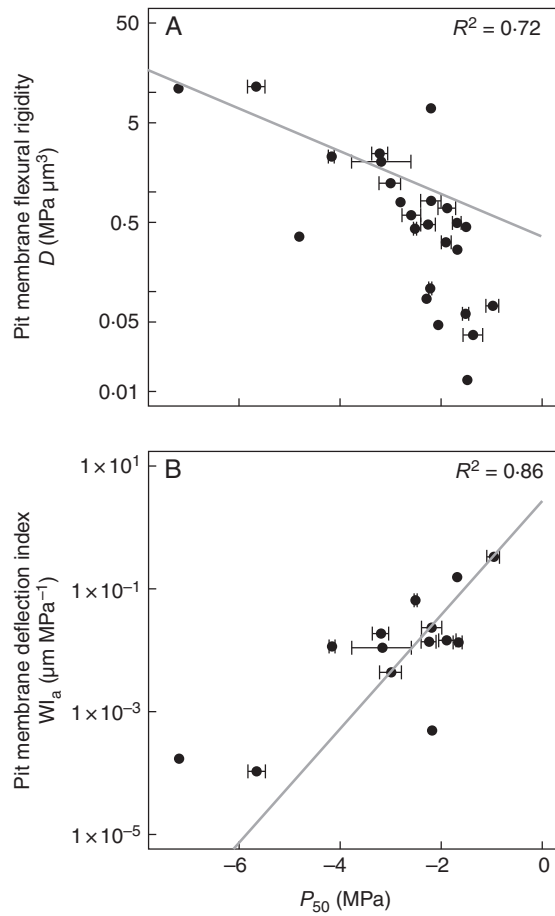 A
R² = 0·72
50
5
0·5
0·05
0·01
Pit membrane flexural rigidity
D (MPa µm³)
B
R² = 0·86
1×10¹
1×10⁻¹
1×10⁻³
1×10⁻⁵
Pit membrane deflection index
WIₐ (µm MPa⁻¹)
−6 −4 −2 0
P₅₀ (MPa)